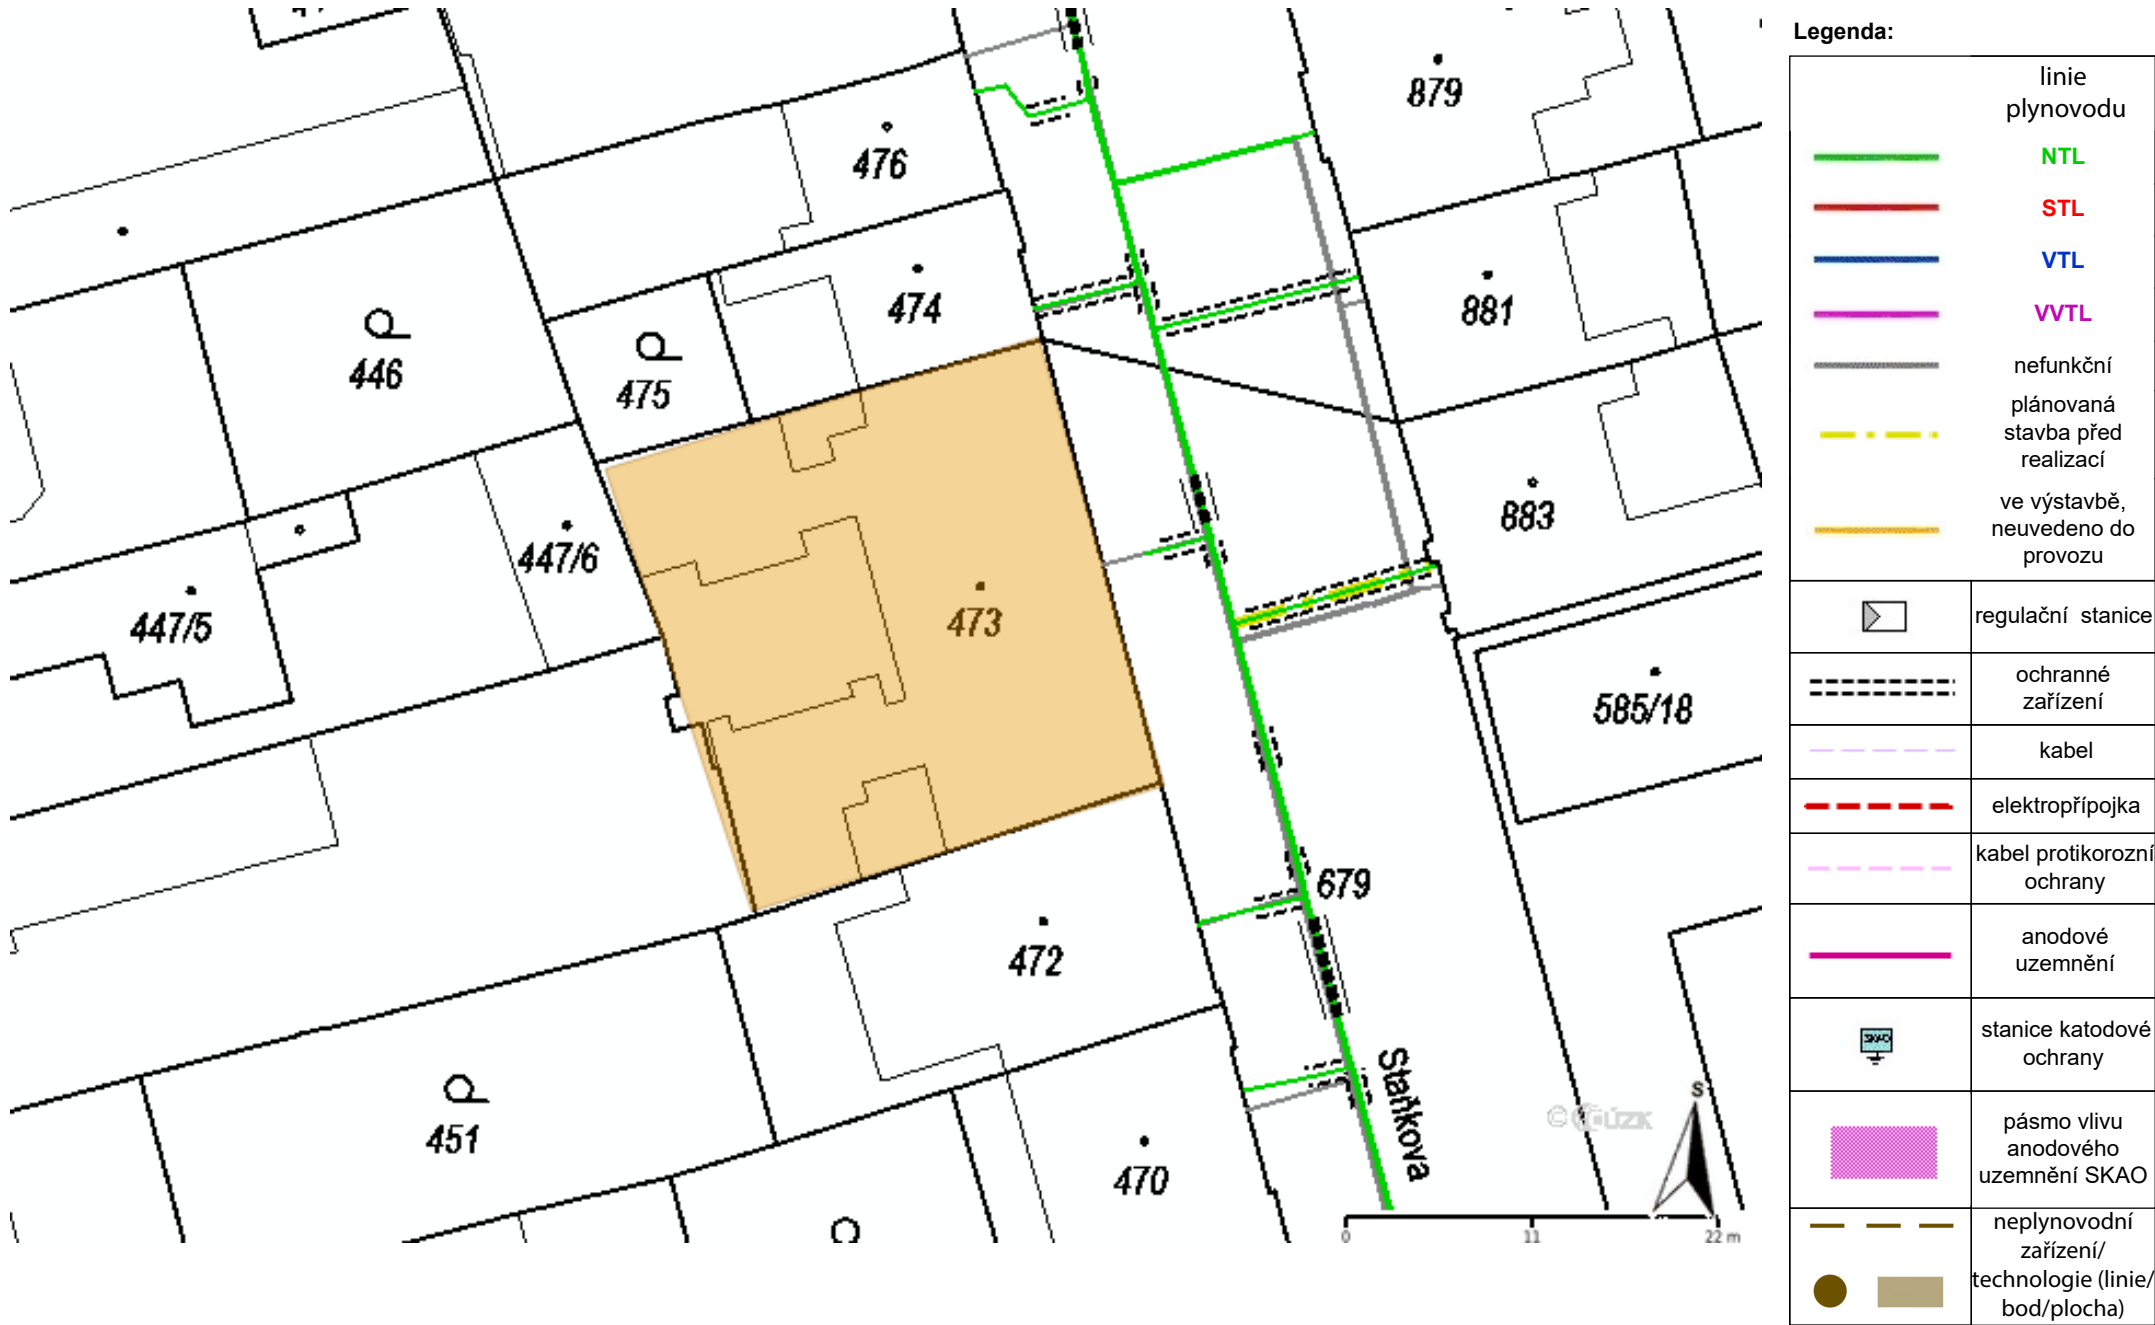 476
879
474
446
475
881
447/6
883
447/5
473
585/18
679
472
451
470
Staňkova
S
0 11 22 m
Legenda:
linie
plynovodu
NTL
STL
VTL
VVTL
nefunkční
plánovaná
stavba před
realizací
ve výstavbě,
neuvedeno do
provozu
regulační stanice
ochranné
zařízení
kabel
elektropřípojka
kabel protikorozní
ochrany
anodové
uzemnění
SKAO
stanice katodové
ochrany
pásmo vlivu
anodového
uzemnění SKAO
neplynovodní
zařízení/
technologie (linie/
bod/plocha)